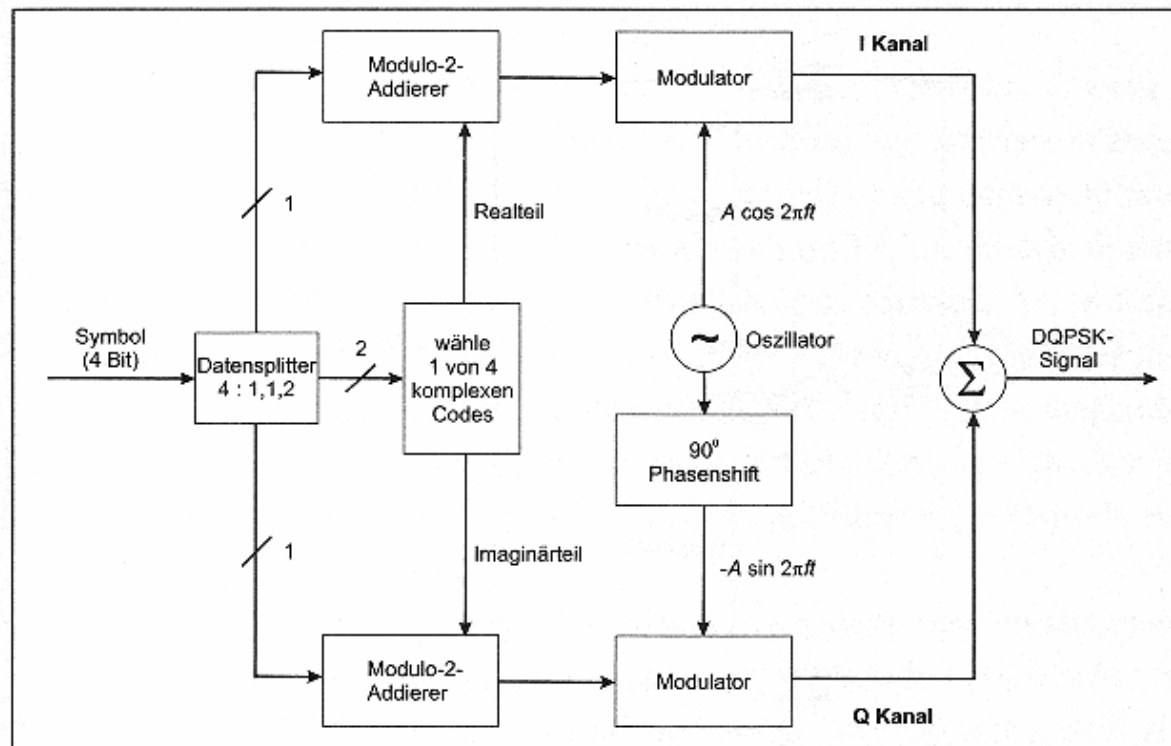 I Kanal
Modulo-2-
Addierer
Modulator
1
Realteil
A cos 2πft
Symbol
(4 Bit)
Datensplitter
4 : 1,1,2
2
wähle
1 von 4
komplexen
Codes
~
Oszillator
Σ
DQPSK-
Signal
90°
Phasenshift
1
Imaginärteil
-A sin 2πft
Modulo-2-
Addierer
Modulator
Q Kanal